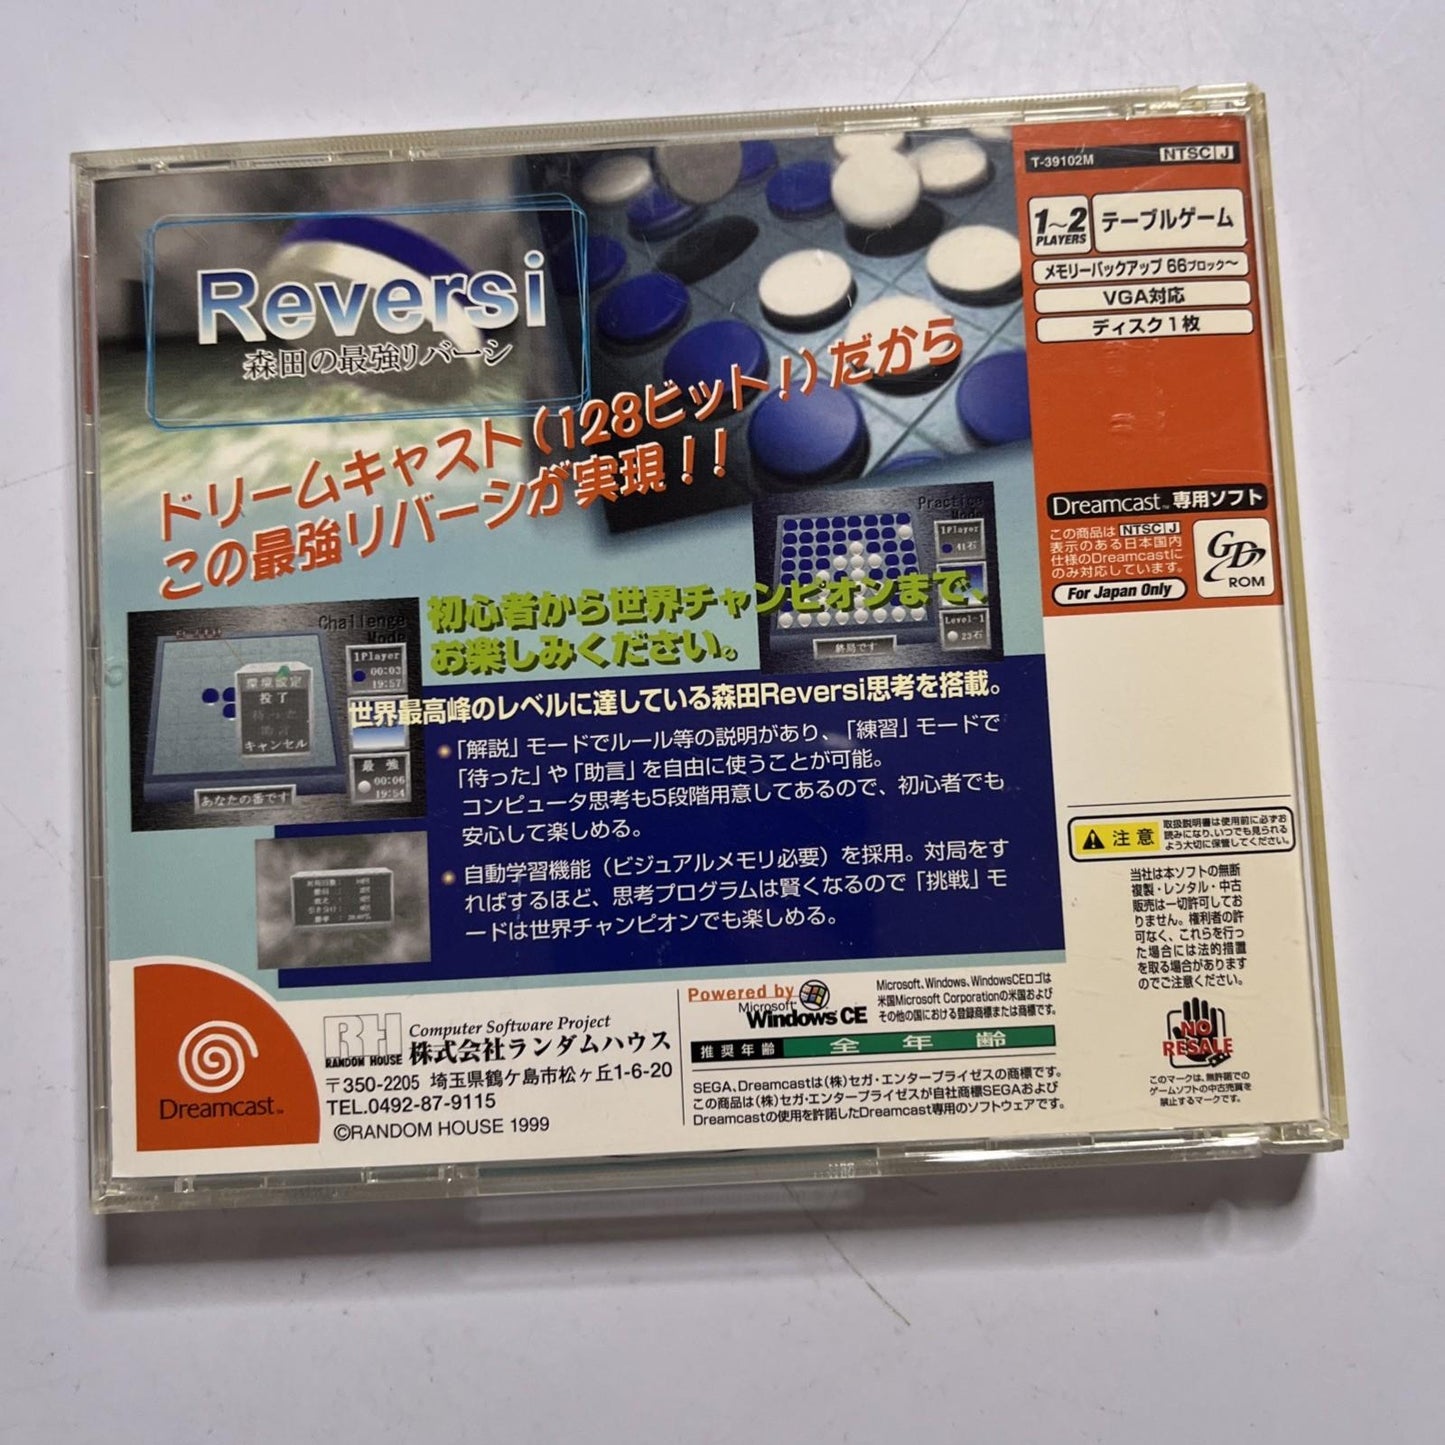 Reversi
森田の最強リバーシ
ドリームキャスト(128ビット!)だから
この最強リバーシが実現!!
初心者から世界チャンピオンまで、
お楽しみください。
Practice
Mode
1Player
41石
Level-1
23石
終局です
Challenge
Mode
1Player
00:03
19:57
環境設定
投了
待った
助言
キャンセル
最強
00:06
19:54
あなたの番です
世界最高峰のレベルに達している森田Reversi思考を搭載。
「解説」モードでルール等の説明があり、「練習」モードで
「待った」や「助言」を自由に使うことが可能。
コンピュータ思考も5段階用意してあるので、初心者でも
安心して楽しめる。
自動学習機能（ビジュアルメモリ必要）を採用。対局をす
ればするほど、思考プログラムは賢くなるので「挑戦」モ
ードは世界チャンピオンでも楽しめる。
Dreamcast™
RH
RANDOM HOUSE
Computer Software Project
株式会社ランダムハウス
〒350-2205 埼玉県鶴ケ島市松ヶ丘1-6-20
TEL.0492-87-9115
©RANDOM HOUSE 1999
Powered by
Microsoft®
Windows®CE
Microsoft、Windows、WindowsCEロゴは
米国Microsoft Corporationの米国および
その他の国における登録商標または商標です。
推奨年齢 全年齢
SEGA、Dreamcastは(株)セガ・エンタープライゼスの商標です。
この商品は(株)セガ・エンタープライゼスが自社商標SEGAおよび
Dreamcastの使用を許諾したDreamcast専用のソフトウェアです。
T-39102M NTSC J
1~2
PLAYERS
テーブルゲーム
メモリーバックアップ 66ブロック〜
VGA対応
ディスク1枚
Dreamcast™専用ソフト
この商品は NTSC J
表示のある日本国内
仕様のDreamcastに
のみ対応しています。
For Japan Only
GD
ROM
注意
取扱説明書は使用前に必ずお
読みになり、いつでも見られる
よう大切に保管してください。
当社は本ソフトの無断
複製・レンタル・中古
販売は一切許可してお
りません。権利者の許
可なく、これらを行っ
た場合には法的措置
を取る場合があります
のでご注意ください。
NO
RESALE
このマークは、無許諾での
ゲームソフトの中古売買を
禁止するマークです。